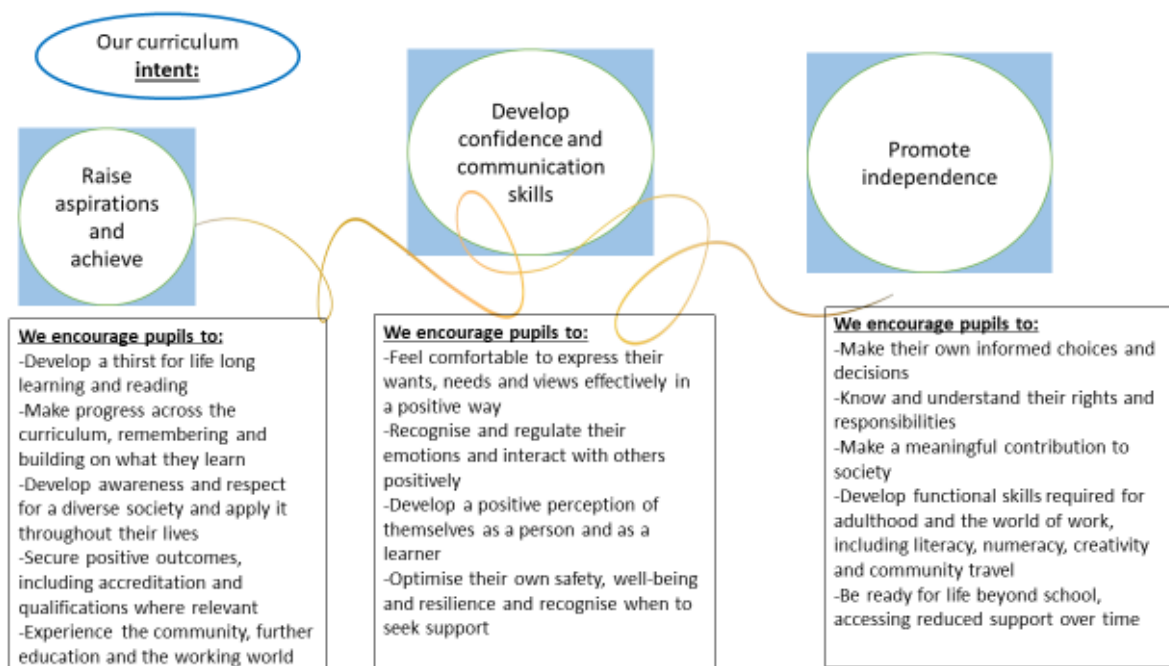 Our curriculum
intent:
Raise
aspirations
and
achieve
Develop
confidence and
communication
skills
Promote
independence
We encourage pupils to:
-Develop a thirst for life long
learning and reading
-Make progress across the
curriculum, remembering and
building on what they learn
-Develop awareness and respect
for a diverse society and apply it
throughout their lives
-Secure positive outcomes,
including accreditation and
qualifications where relevant
-Experience the community, further
education and the working world
We encourage pupils to:
-Feel comfortable to express their
wants, needs and views effectively in
a positive way
-Recognise and regulate their
emotions and interact with others
positively
-Develop a positive perception of
themselves as a person and as a
learner
-Optimise their own safety, well-being
and resilience and recognise when to
seek support
We encourage pupils to:
-Make their own informed choices and
decisions
-Know and understand their rights and
responsibilities
-Make a meaningful contribution to
society
-Develop functional skills required for
adulthood and the world of work,
including literacy, numeracy, creativity
and community travel
-Be ready for life beyond school,
accessing reduced support over time